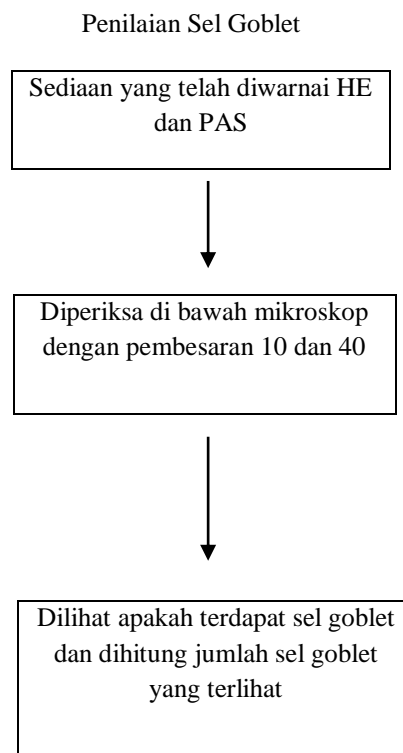 Penilaian Sel Goblet
Sediaan yang telah diwarnai HE
dan PAS
Diperiksa di bawah mikroskop
dengan pembesaran 10 dan 40
Dilihat apakah terdapat sel goblet
dan dihitung jumlah sel goblet
yang terlihat